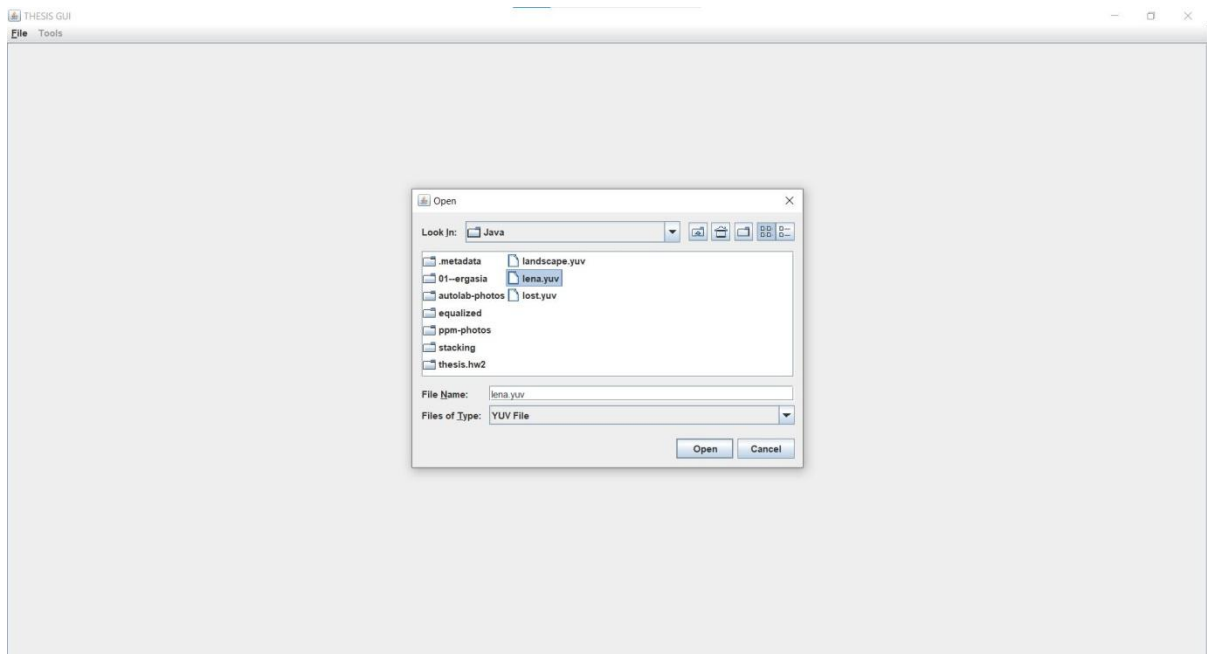 THESIS GUI
File Tools
Open
Look In: Java
.metadata landscape.yuv
01--ergasia lena.yuv
autolab-photos lost.yuv
equalized
ppm-photos
stacking
thesis.hw2
File Name: lena.yuv
Files of Type: YUV File
Open Cancel